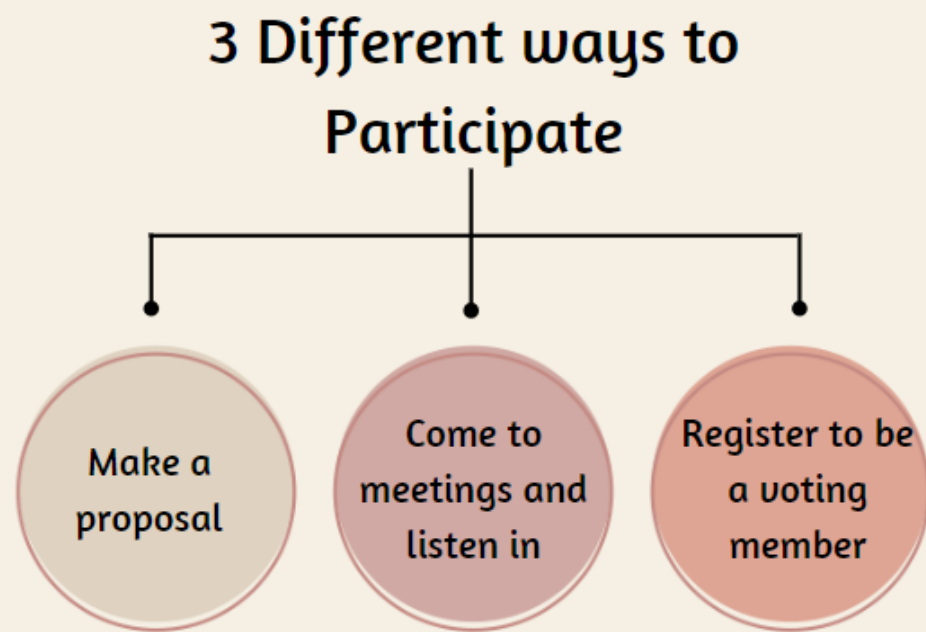 3 Different ways to
Participate
Make a
proposal
Come to
meetings and
listen in
Register to be
a voting
member